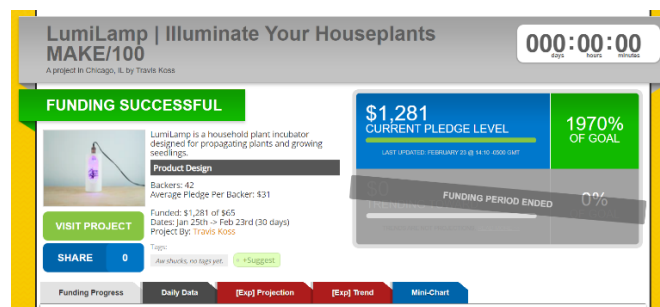 LumiLamp | Illuminate Your Houseplants
MAKE/100
A project in Chicago, IL by Travis Koss
000:00:00
days hours minutes
FUNDING SUCCESSFUL
LumiLamp is a household plant incubator
designed for propagating plants and growing
seedlings.
Product Design
Backers: 42
Average Pledge Per Backer: $31
Funded: $1,281 of $65
Dates: Jan 25th -> Feb 23rd (30 days)
Project By: Travis Koss
Tags:
Aw shucks, no tags yet. +Suggest
VISIT PROJECT
SHARE 0
$1,281
CURRENT PLEDGE LEVEL
LAST UPDATED: FEBRUARY 23 @ 14:10 -0500 GMT
1970%
OF GOAL
$0
FUNDING PERIOD ENDED
0%
Funding Progress
Daily Data
[Exp] Projection
[Exp] Trend
Mini-Chart